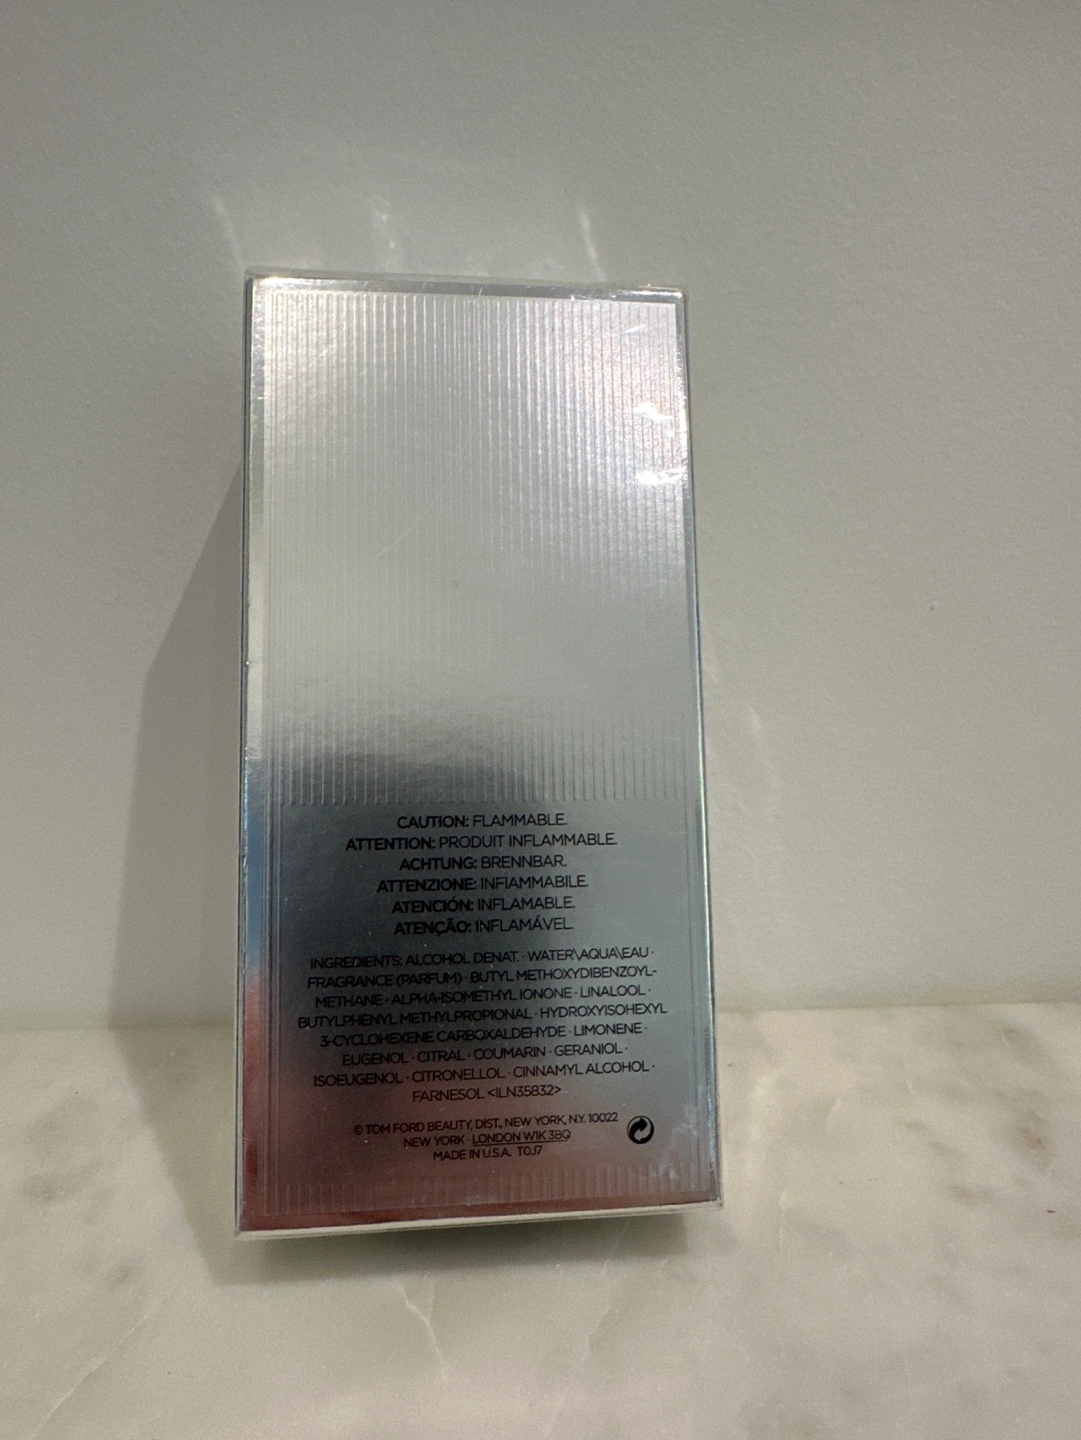 CAUTION: FLAMMABLE.
ATTENTION: PRODUIT INFLAMMABLE.
ACHTUNG: BRENNBAR.
ATTENZIONE: INFIAMMABILE.
ATENCIÓN: INFLAMABLE.
ATENÇÃO: INFLAMÁVEL.
INGREDIENTS: ALCOHOL DENAT. · WATER\AQUA\EAU ·
FRAGRANCE (PARFUM) · BUTYL METHOXYDIBENZOYL-
METHANE · ALPHA-ISOMETHYL IONONE · LINALOOL ·
BUTYLPHENYL METHYLPROPIONAL · HYDROXYISOHEXYL
3-CYCLOHEXENE CARBOXALDEHYDE · LIMONENE ·
EUGENOL · CITRAL · COUMARIN · GERANIOL ·
ISOEUGENOL · CITRONELLOL · CINNAMYL ALCOHOL ·
FARNESOL <ILN35832>
© TOM FORD BEAUTY, DIST., NEW YORK, N.Y. 10022
NEW YORK · LONDON W1K 3BQ
MADE IN U.S.A. T0J7